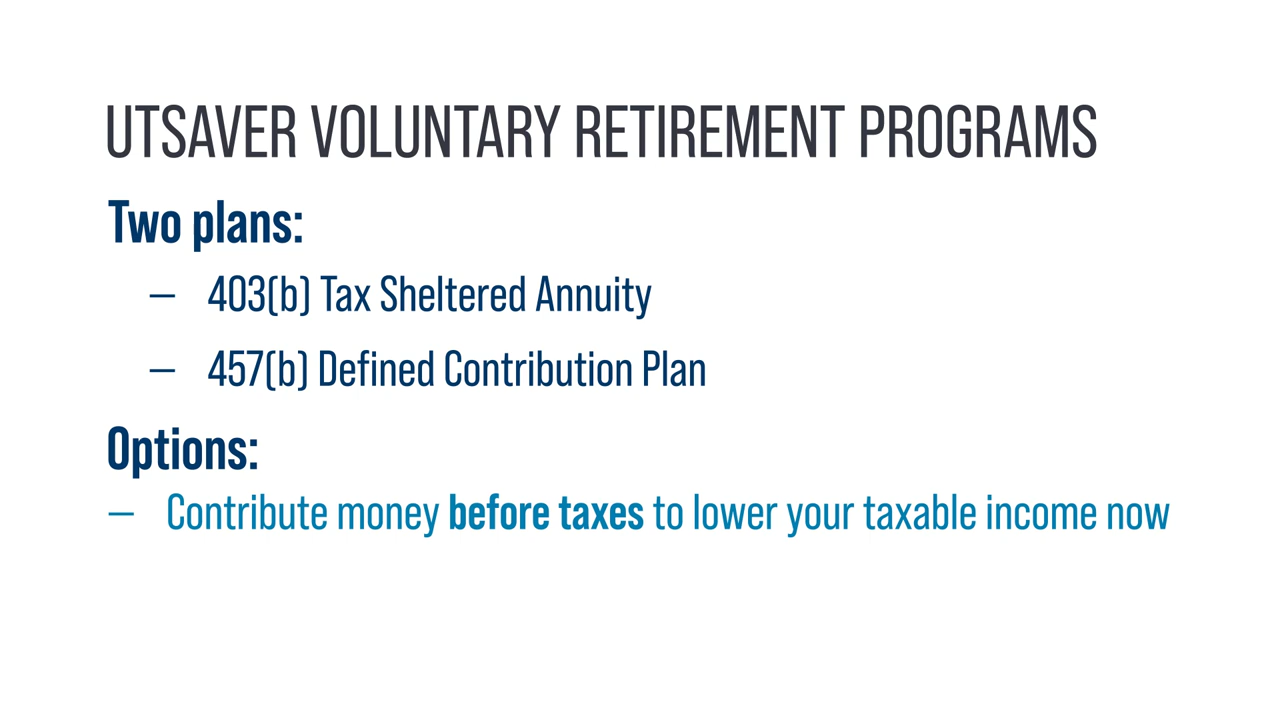 UTSAVER VOLUNTARY RETIREMENT PROGRAMS
Two plans:
– 403(b) Tax Sheltered Annuity
– 457(b) Defined Contribution Plan
Options:
– Contribute money before taxes to lower your taxable income now